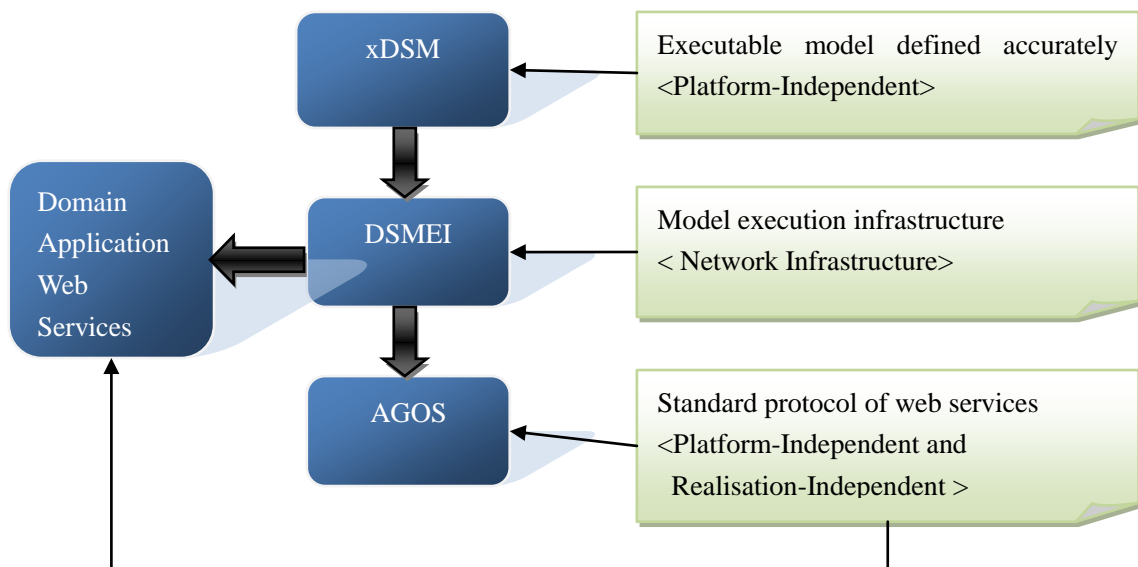 xDSM
Executable model defined accurately
<Platform-Independent>
Domain
Application
Web
Services
DSMEI
Model execution infrastructure
< Network Infrastructure>
AGOS
Standard protocol of web services
<Platform-Independent and
Realisation-Independent >